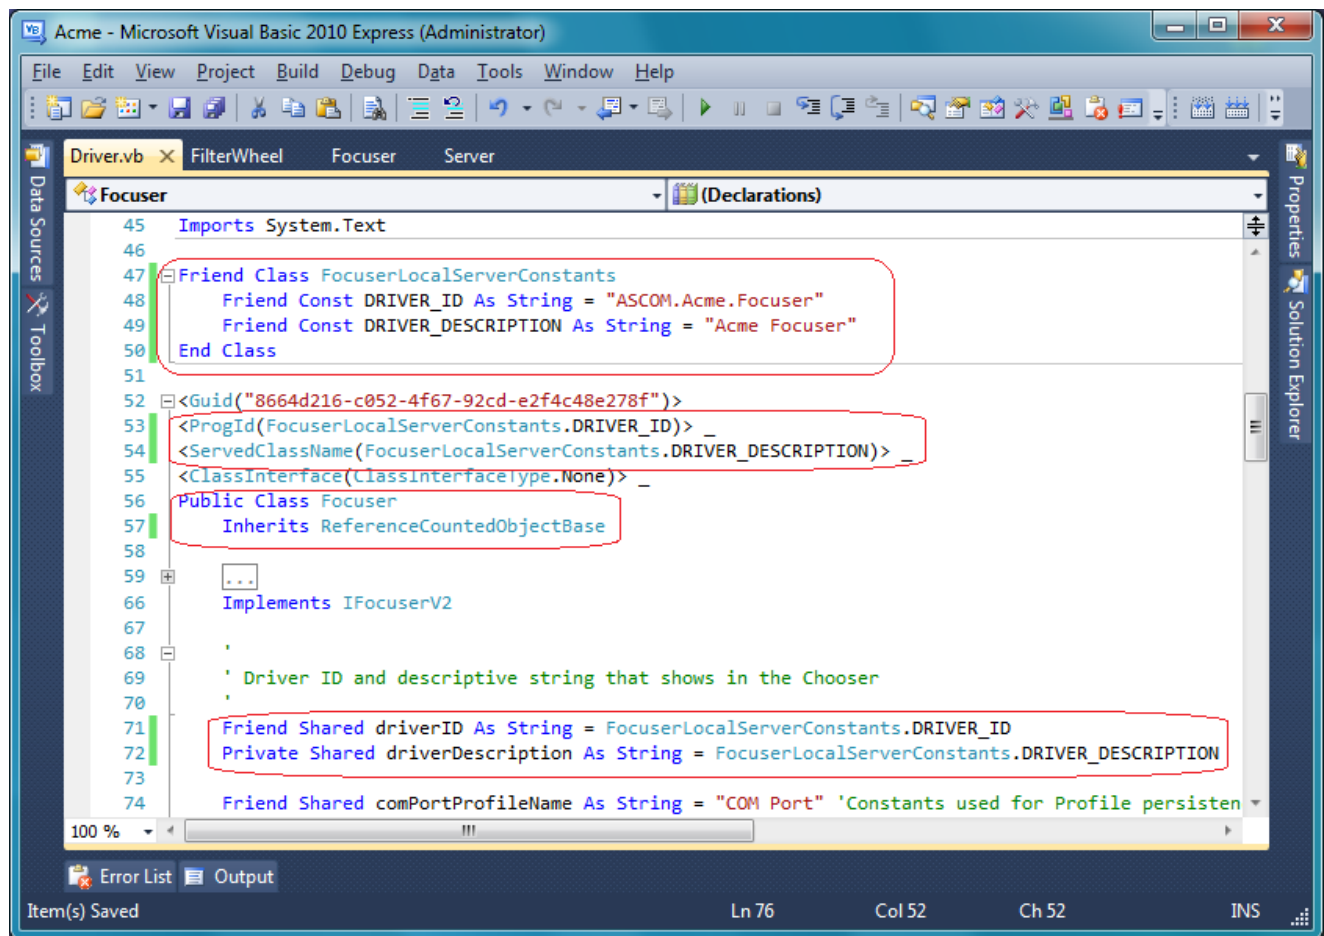 Acme - Microsoft Visual Basic 2010 Express (Administrator)
File Edit View Project Build Debug Data Tools Window Help
Driver.vb FilterWheel Focuser Server
Data Sources
Toolbox
Properties
Solution Explorer
Focuser (Declarations)
45 Imports System.Text
46
47 Friend Class FocuserLocalServerConstants
48 Friend Const DRIVER_ID As String = "ASCOM.Acme.Focuser"
49 Friend Const DRIVER_DESCRIPTION As String = "Acme Focuser"
50 End Class
51
52 <Guid("8664d216-c052-4f67-92cd-e2f4c48e278f")>
53 <ProgId(FocuserLocalServerConstants.DRIVER_ID)> _
54 <ServedClassName(FocuserLocalServerConstants.DRIVER_DESCRIPTION)> _
55 <ClassInterface(ClassInterfaceType.None)> _
56 Public Class Focuser
57 Inherits ReferenceCountedObjectBase
58
59 ...
66 Implements IFocuserV2
67
68 '
69 ' Driver ID and descriptive string that shows in the Chooser
70 '
71 Friend Shared driverID As String = FocuserLocalServerConstants.DRIVER_ID
72 Private Shared driverDescription As String = FocuserLocalServerConstants.DRIVER_DESCRIPTION
73
74 Friend Shared comPortProfileName As String = "COM Port" 'Constants used for Profile persisten
100 %
Error List Output
Item(s) Saved Ln 76 Col 52 Ch 52 INS